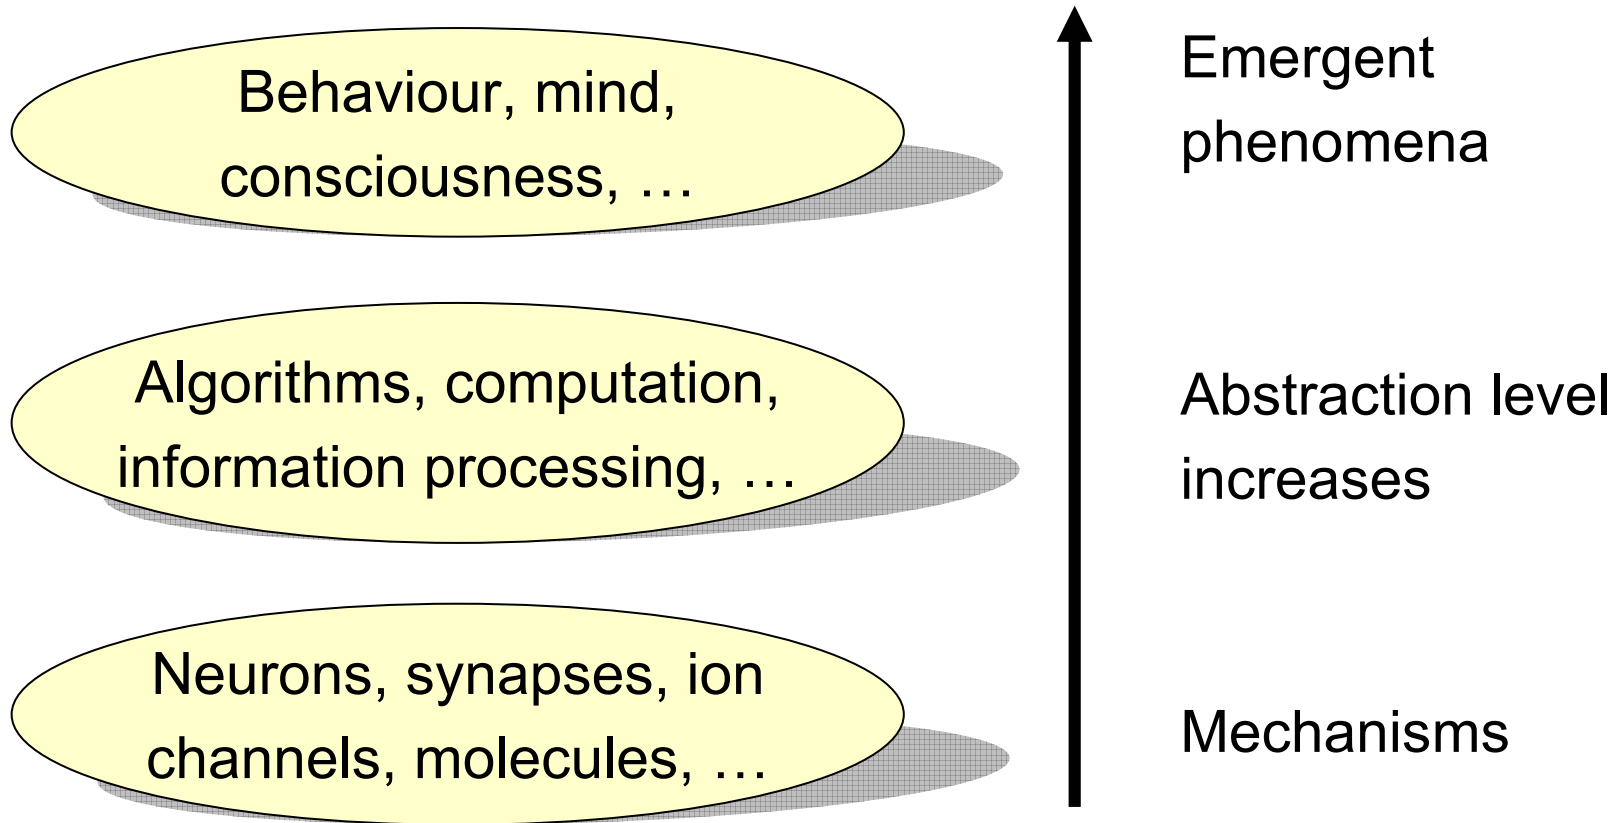 Behaviour, mind,
consciousness, …
Emergent
phenomena
Algorithms, computation,
information processing, …
Abstraction level
increases
Neurons, synapses, ion
channels, molecules, …
Mechanisms